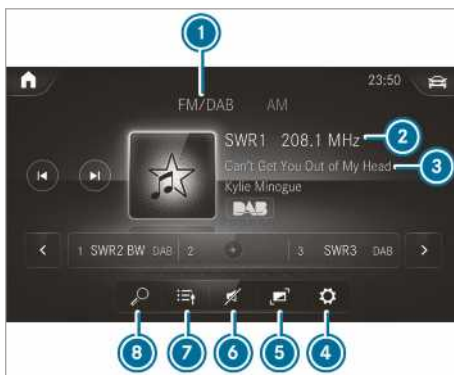 1
23:50
FM/DAB AM
SWR1 208.1 MHz 2
Can't Get You Out of My Head 3
Kylie Minogue
DAB
1 SWR2 BW DAB 2 3 SWR3 DAB
8 7 6 5 4